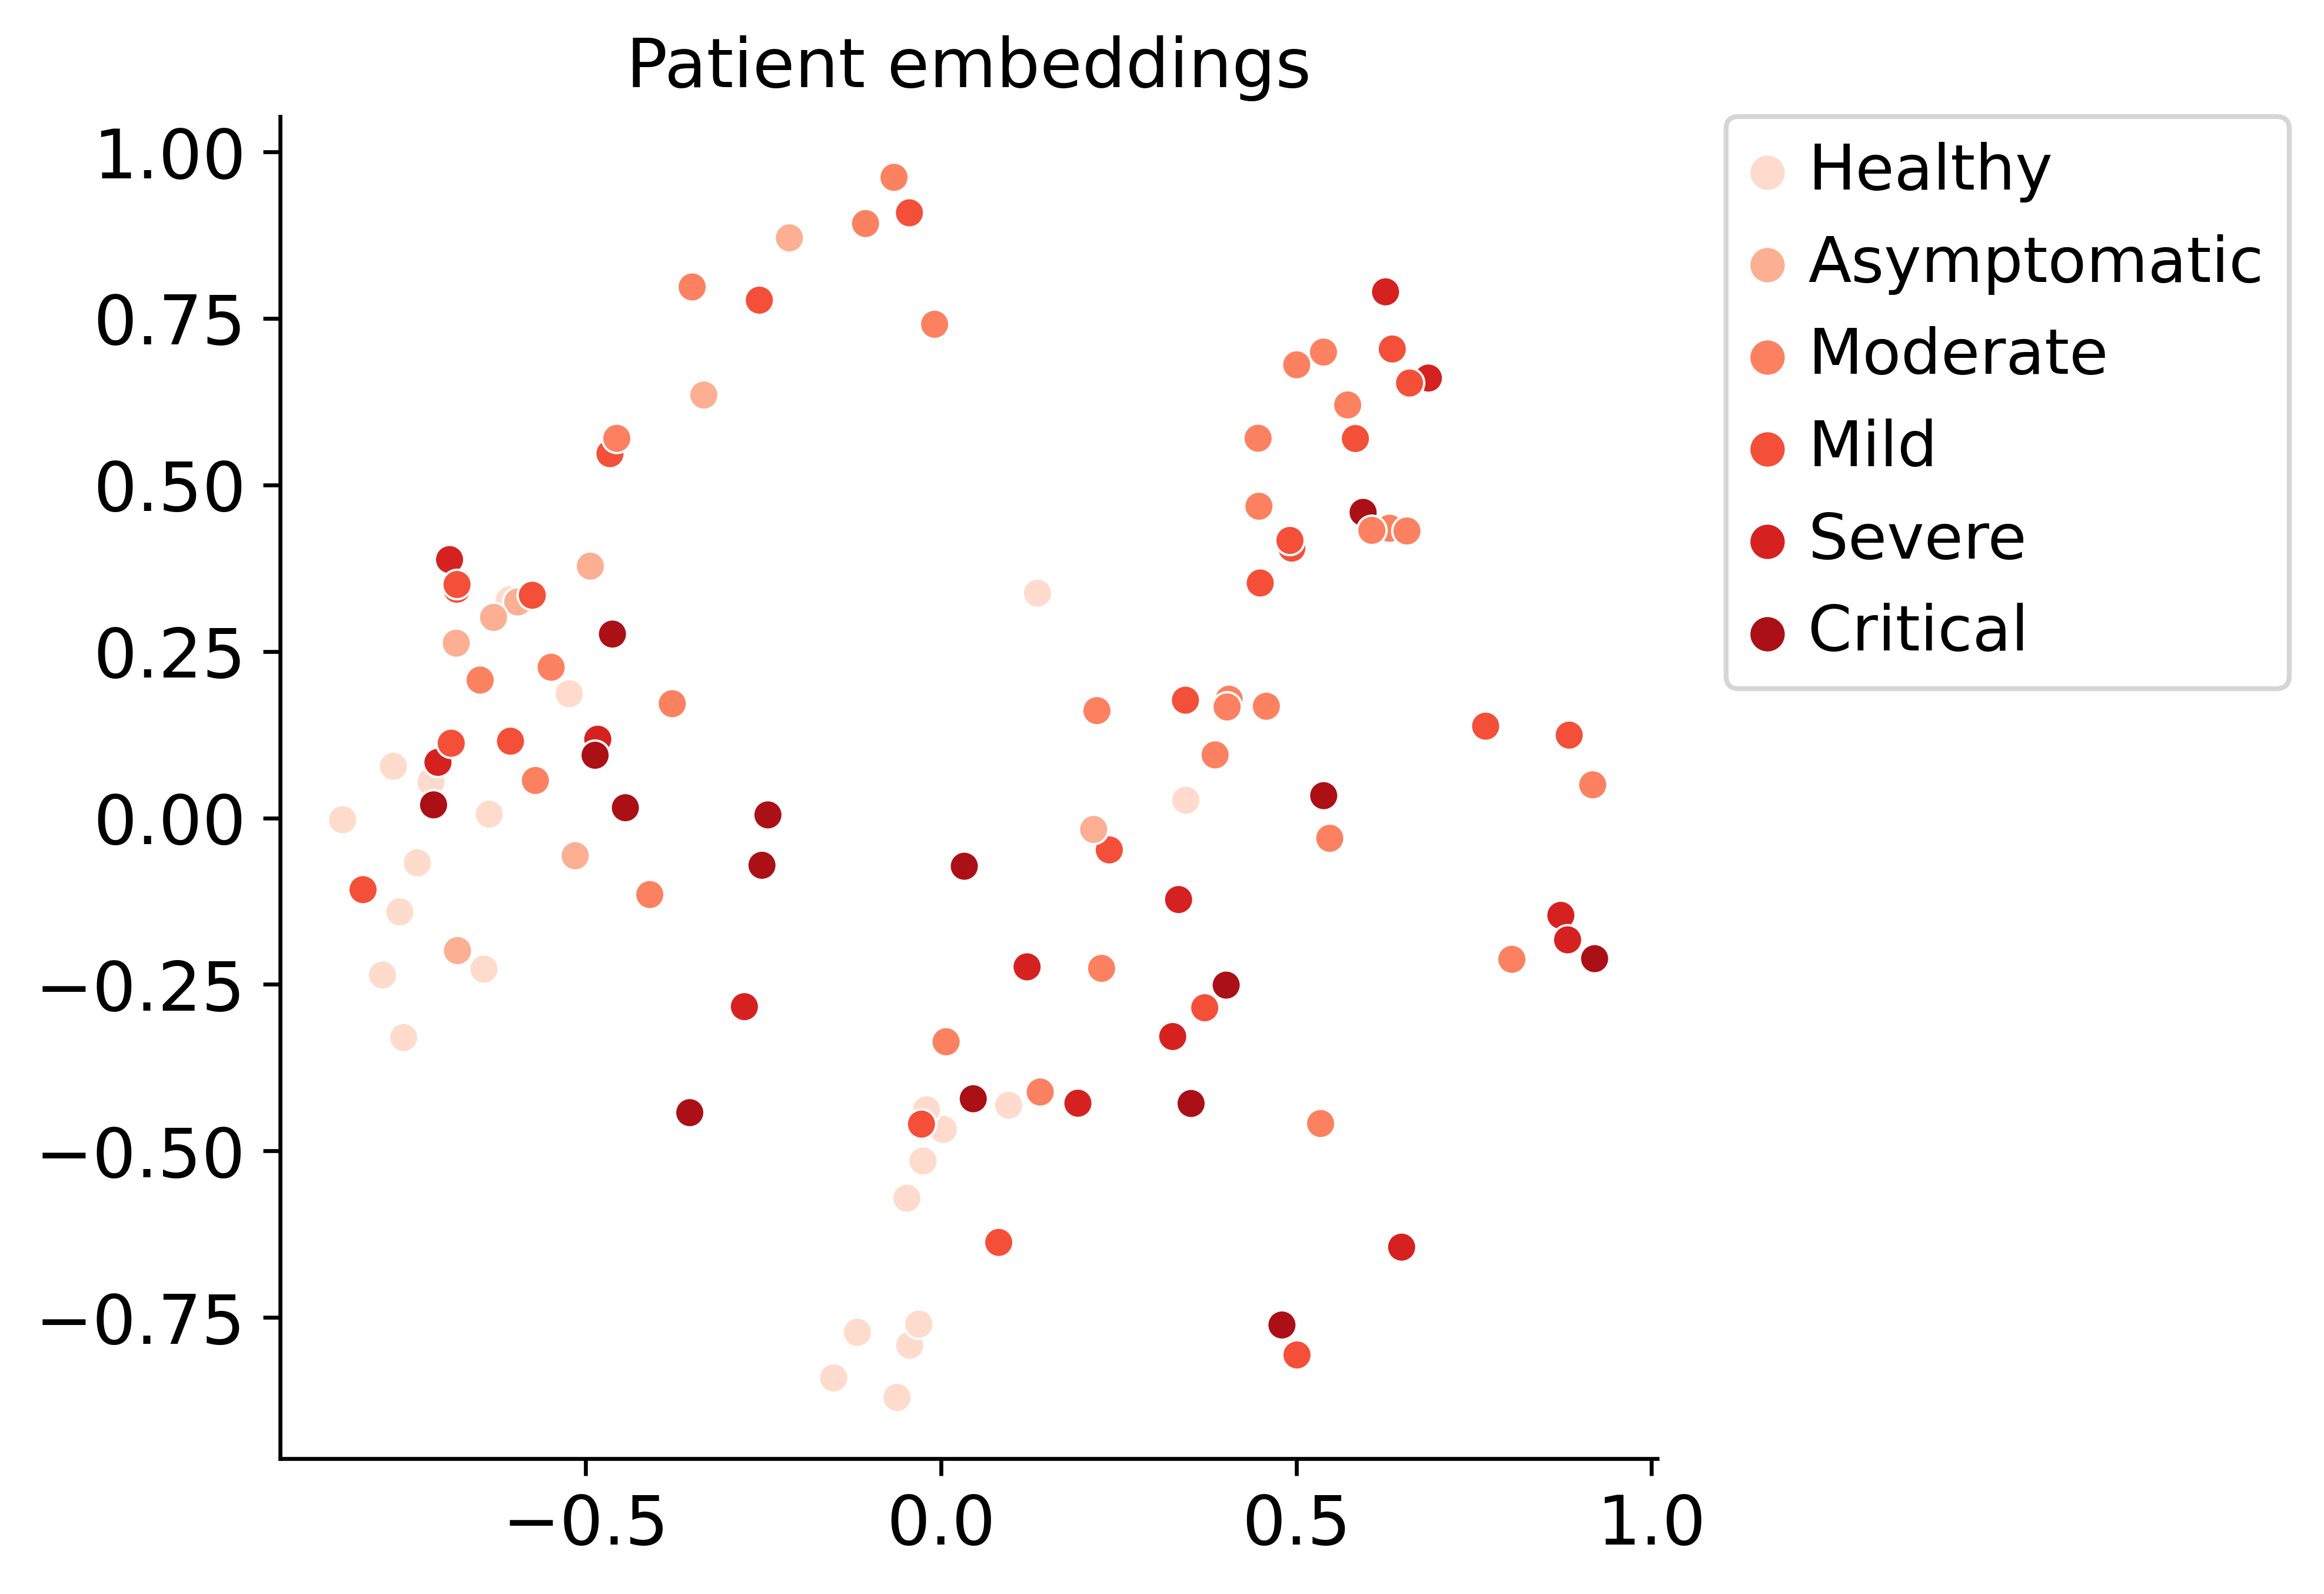 Patient embeddings
1.00
0.75
0.50
0.25
0.00
−0.25
−0.50
−0.75
−0.5 0.0 0.5 1.0
Healthy
Asymptomatic
Moderate
Mild
Severe
Critical